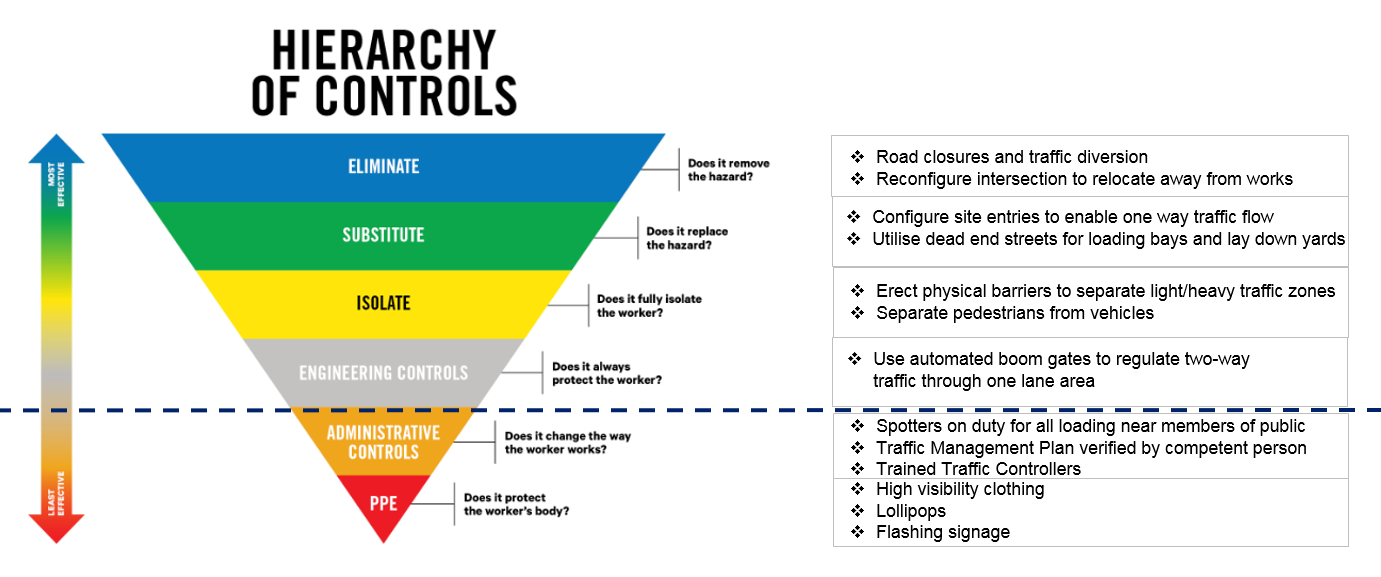 HIERARCHY
OF CONTROLS
MOST
EFFECTIVE
ELIMINATE
Does it remove
the hazard?
❖ Road closures and traffic diversion
❖ Reconfigure intersection to relocate away from works
SUBSTITUTE
Does it replace
the hazard?
❖ Configure site entries to enable one way traffic flow
❖ Utilise dead end streets for loading bays and lay down yards
ISOLATE
Does it fully isolate
the worker?
❖ Erect physical barriers to separate light/heavy traffic zones
❖ Separate pedestrians from vehicles
ENGINEERING CONTROLS
Does it always
protect the worker?
❖ Use automated boom gates to regulate two-way
traffic through one lane area
ADMINISTRATIVE
CONTROLS
Does it change the way
the worker works?
❖ Spotters on duty for all loading near members of public
❖ Traffic Management Plan verified by competent person
❖ Trained Traffic Controllers
LEAST
EFFECTIVE
PPE
Does it protect
the worker's body?
❖ High visibility clothing
❖ Lollipops
❖ Flashing signage